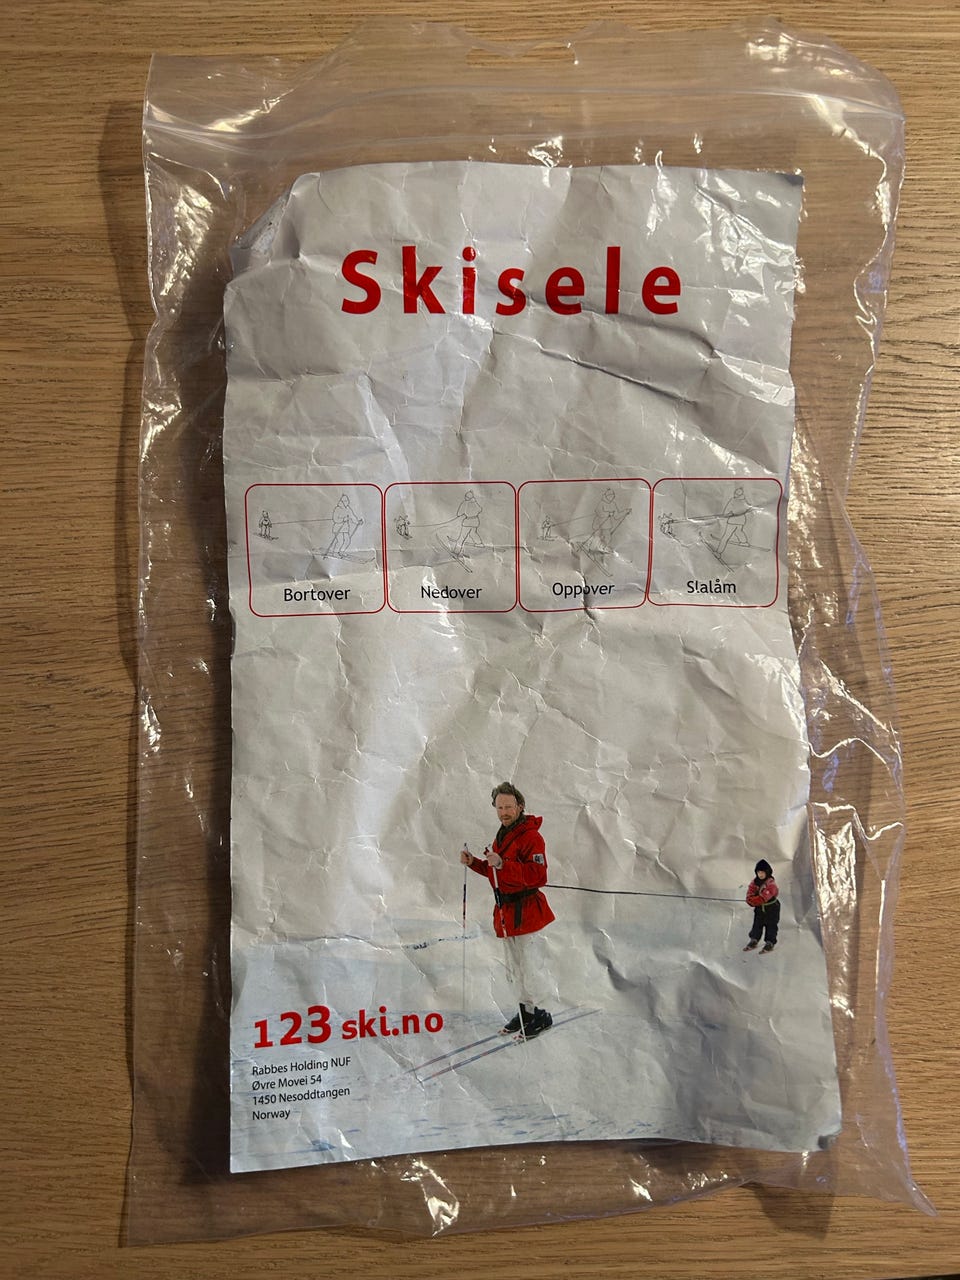 Skisele
Bortover
Nedover
Oppover
Slalåm
123 ski.no
Rabbes Holding NUF
Øvre Movei 54
1450 Nesoddtangen
Norway